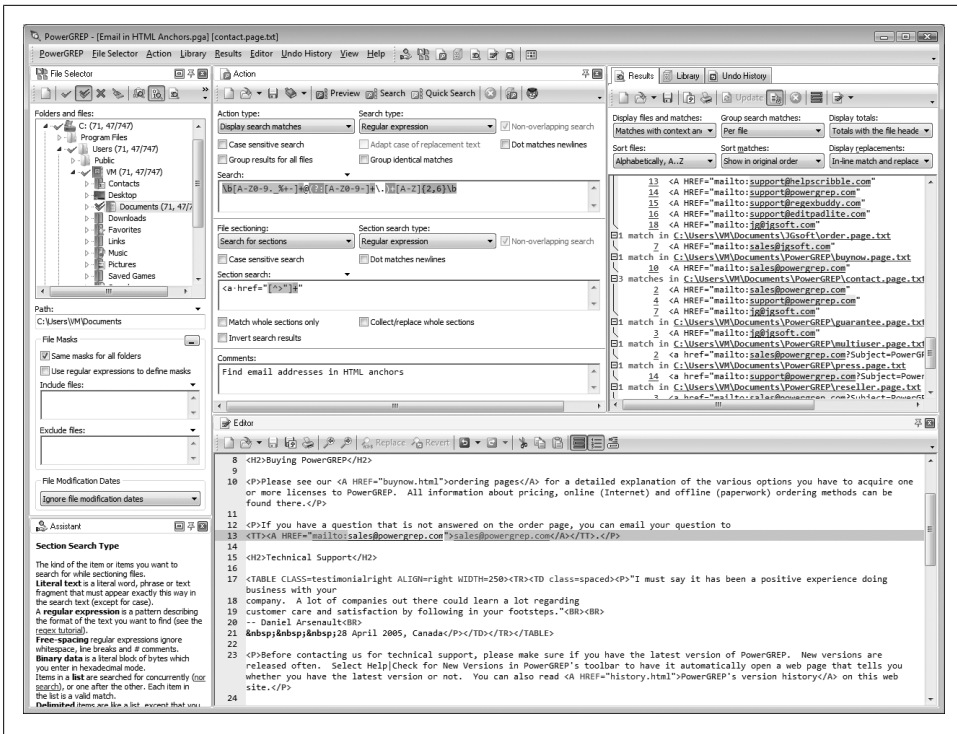 PowerGREP - [Email in HTML Anchors.pga] [contact.page.txt]
PowerGREP File Selector Action Library Results Editor Undo History View Help
File Selector
Folders and files:
C: (71, 47/747)
Program Files
Users (71, 47/747)
Public
VM (71, 47/747)
Contacts
Desktop
Documents (71, 47/7
Downloads
Favorites
Links
Music
Pictures
Saved Games
Path:
C:\Users\VM\Documents
File Masks
Same masks for all folders
Use regular expressions to define masks
Include files:
Exclude files:
File Modification Dates
Ignore file modification dates
Assistant
Section Search Type
The kind of the item or items you want to
search for while sectioning files.
Literal text is a literal word, phrase or text
fragment that must appear exactly this way in
the search text (except for case).
A regular expression is a pattern describing
the format of the text you want to find (see the
regex tutorial).
Free-spacing regular expressions ignore
whitespace, line breaks and # comments.
Binary data is a literal block of bytes which
you enter in hexadecimal mode.
Items in a list are searched for concurrently (nor
search), or one after the other. Each item in
the list is a valid match.
Delimited items are like a list, except that you
Action
Preview Search Quick Search
Action type: Search type:
Display search matches Regular expression Non-overlapping search
Case sensitive search Adapt case of replacement text Dot matches newlines
Group results for all files Group identical matches
Search:
\b[A-Z0-9._%+-]+@(?:[A-Z0-9-]+\.)+[A-Z]{2,6}\b
File sectioning: Section search type:
Search for sections Regular expression Non-overlapping search
Case sensitive search Dot matches newlines
Section search:
<a·href="[^>"]+"
Match whole sections only Collect/replace whole sections
Invert search results
Comments:
Find email addresses in HTML anchors
Results Library Undo History
Update
Display files and matches: Group search matches: Display totals:
Matches with context an Per file Totals with the file heade
Sort files: Sort matches: Display replacements:
Alphabetically, A..Z Show in original order In-line match and replace
13 <A HREF="mailto:support@helpscribble.com"
14 <A HREF="mailto:support@powergrep.com"
15 <A HREF="mailto:support@regexbuddy.com"
16 <A HREF="mailto:support@editpadlite.com"
18 <A HREF="mailto:jg@jgsoft.com"
1 match in C:\Users\VM\Documents\JGsoft\order.page.txt
7 <A HREF="mailto:sales@jgsoft.com"
1 match in C:\Users\VM\Documents\PowerGREP\buynow.page.txt
10 <A HREF="mailto:sales@powergrep.com"
3 matches in C:\Users\VM\Documents\PowerGREP\contact.page.txt
2 <A HREF="mailto:sales@powergrep.com"
4 <A HREF="mailto:support@powergrep.com"
7 <A HREF="mailto:jg@jgsoft.com"
1 match in C:\Users\VM\Documents\PowerGREP\guarantee.page.txt
3 <A HREF="mailto:jg@jgsoft.com"
1 match in C:\Users\VM\Documents\PowerGREP\multiuser.page.txt
2 <a href="mailto:sales@powergrep.com?Subject=PowerGR
1 match in C:\Users\VM\Documents\PowerGREP\press.page.txt
14 <a href="mailto:support@powergrep.com?Subject=Power
1 match in C:\Users\VM\Documents\PowerGREP\reseller.page.txt
3 <a href="mailto:sales@powergrep.com?Subject=PowerGR
Editor
Replace Revert
8 <H2>Buying PowerGREP</H2>
9
10 <P>Please see our <A HREF="buynow.html">ordering pages</A> for a detailed explanation of the various options you have to acquire one
or more licenses to PowerGREP. All information about pricing, online (Internet) and offline (paperwork) ordering methods can be
found there.</P>
11
12 <P>If you have a question that is not answered on the order page, you can email your question to
13 <TT><A HREF="mailto:sales@powergrep.com">sales@powergrep.com</A></TT>.</P>
14
15 <H2>Technical Support</H2>
16
17 <TABLE CLASS=testimonialright ALIGN=right WIDTH=250><TR><TD class=spaced><P>"I must say it has been a positive experience doing
business with your
18 company. A lot of companies out there could learn a lot regarding
19 customer care and satisfaction by following in your footsteps."<BR><BR>
20 -- Daniel Arsenault<BR>
21 &nbsp;&nbsp;&nbsp;28 April 2005, Canada</P></TD></TR></TABLE>
22
23 <P>Before contacting us for technical support, please make sure if you have the latest version of PowerGREP. New versions are
released often. Select Help|Check for New Versions in PowerGREP's toolbar to have it automatically open a web page that tells you
whether you have the latest version or not. You can also read <A HREF="history.html">PowerGREP's version history</A> on this web
site.</P>
24